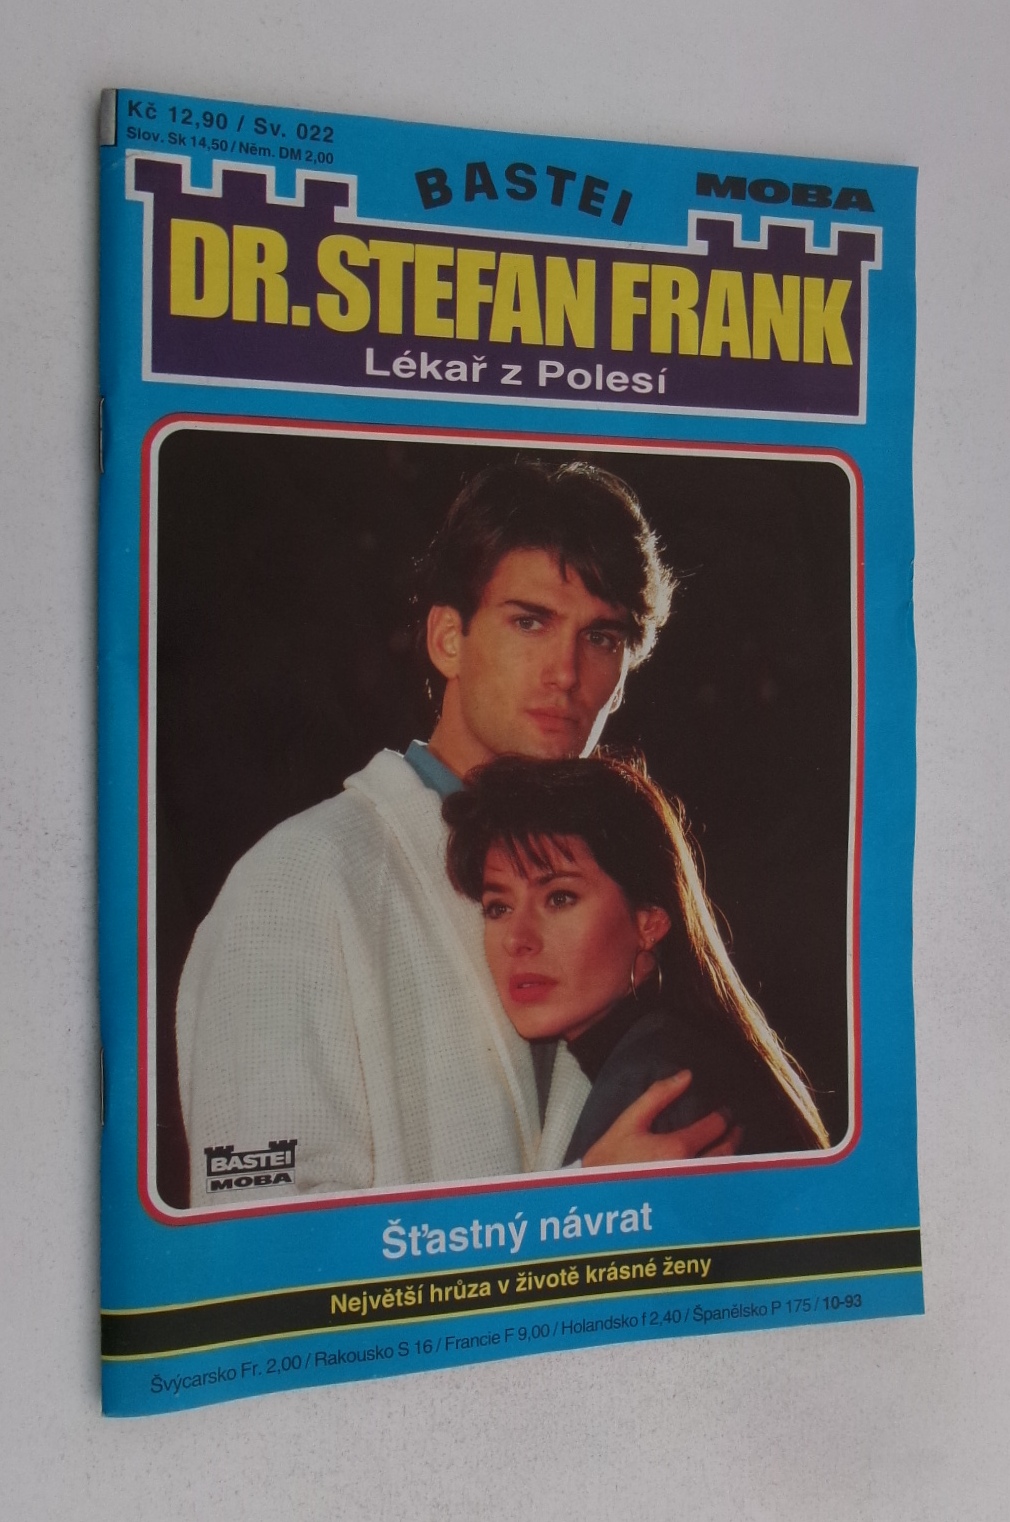 Kč 12,90 / Sv. 022
Slov. Sk 14,50 / Něm. DM 2,00
BASTEI
MOBA
DR. STEFAN FRANK
Lékař z Polesí
BASTEI
MOBA
Šťastný návrat
Největší hrůza v životě krásné ženy
Švýcarsko Fr. 2,00 / Rakousko S 16 / Francie F 9,00 / Holandsko f 2,40 / Španělsko P 175 / 10-93